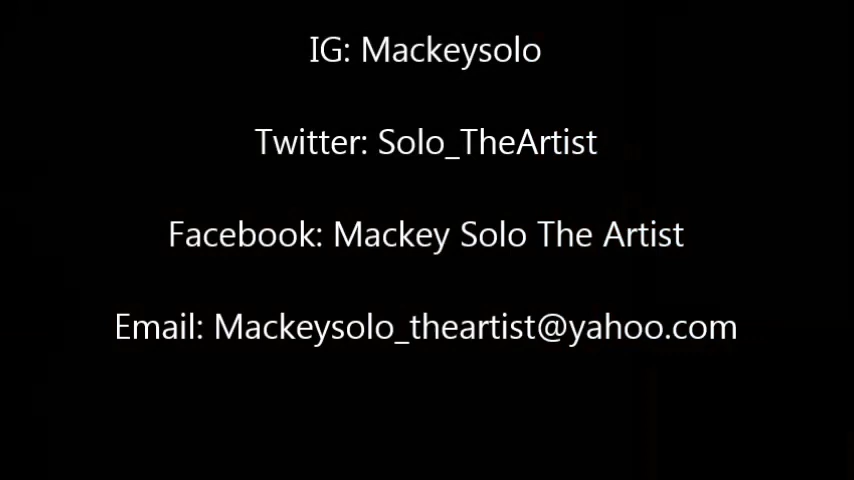 IG: Mackeysolo
Twitter: Solo_TheArtist
Facebook: Mackey Solo The Artist
Email: Mackeysolo_theartist@yahoo.com